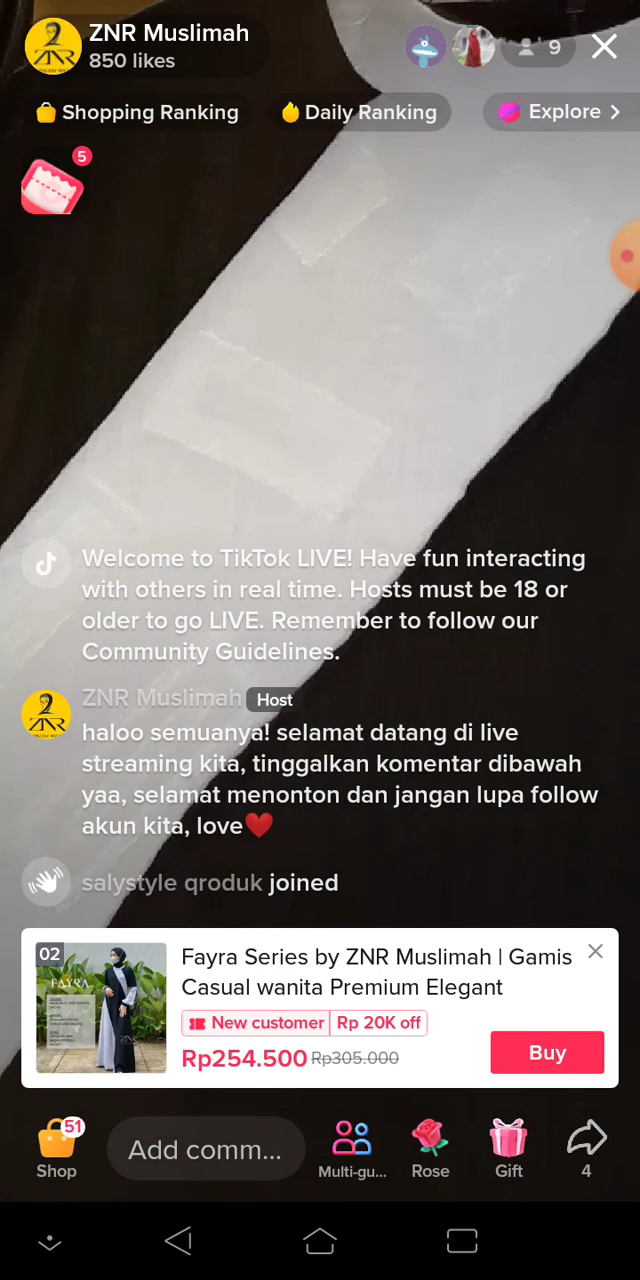 ZNR Muslimah
850 likes
9
Shopping Ranking
Daily Ranking
Explore
5
Welcome to TikTok LIVE! Have fun interacting
with others in real time. Hosts must be 18 or
older to go LIVE. Remember to follow our
Community Guidelines.
ZNR Muslimah Host
haloo semuanya! selamat datang di live
streaming kita, tinggalkan komentar dibawah
yaa, selamat menonton dan jangan lupa follow
akun kita, love❤️
salystyle qroduk joined
02
FAYRA
Fayra Series by ZNR Muslimah | Gamis
Casual wanita Premium Elegant
New customer Rp 20K off
Rp254.500 Rp305.000
Buy
51
Shop
Add comm...
Multi-gu...
Rose
Gift
4